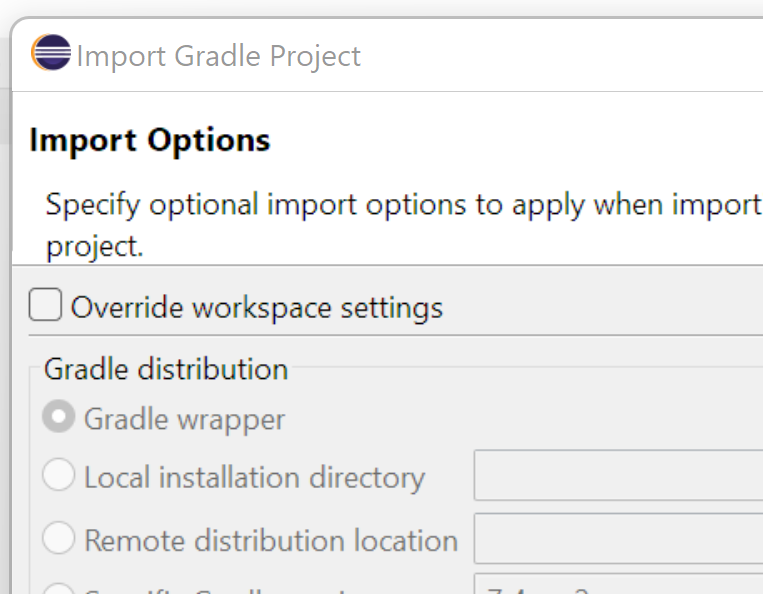 Import Gradle Project
Import Options
Specify optional import options to apply when import
project.
Override workspace settings
Gradle distribution
Gradle wrapper
Local installation directory
Remote distribution location